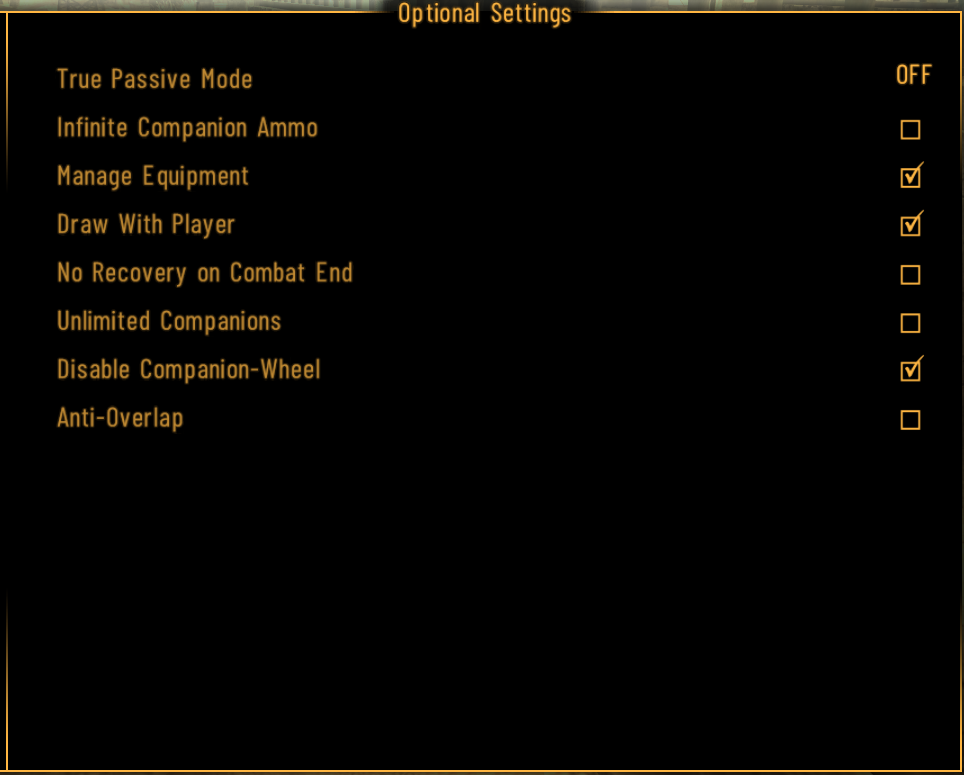 Optional Settings
True Passive Mode OFF
Infinite Companion Ammo
Manage Equipment
Draw With Player
No Recovery on Combat End
Unlimited Companions
Disable Companion-Wheel
Anti-Overlap